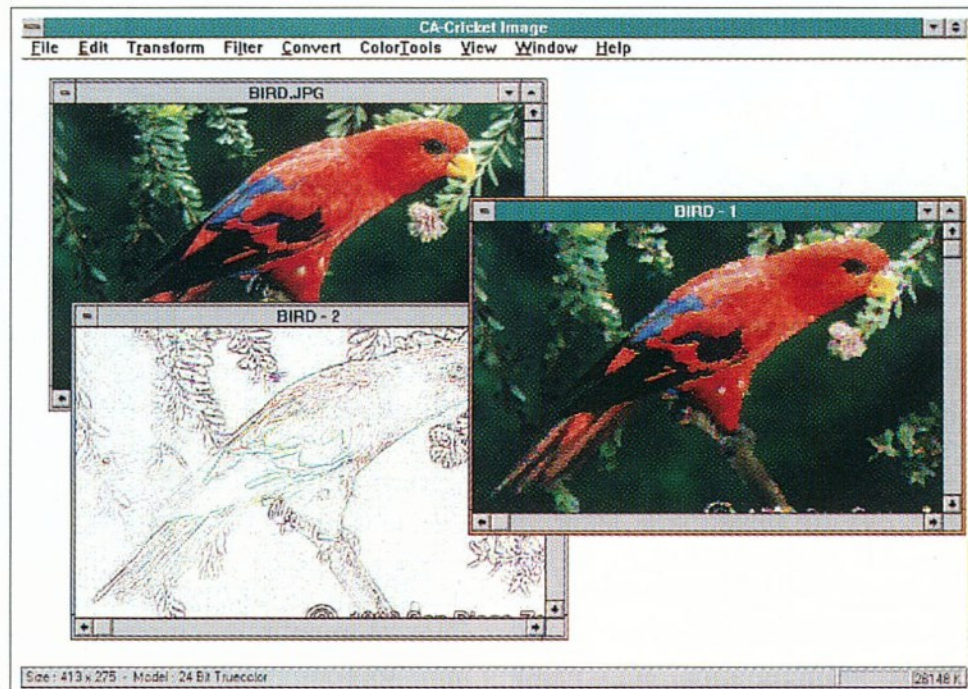 CA-Cricket Image
File Edit Transform Filter Convert ColorTools View Window Help
BIRD.JPG
BIRD - 1
BIRD - 2
Size : 413 x 275 - Model : 24 Bit Truecolor
28148 K